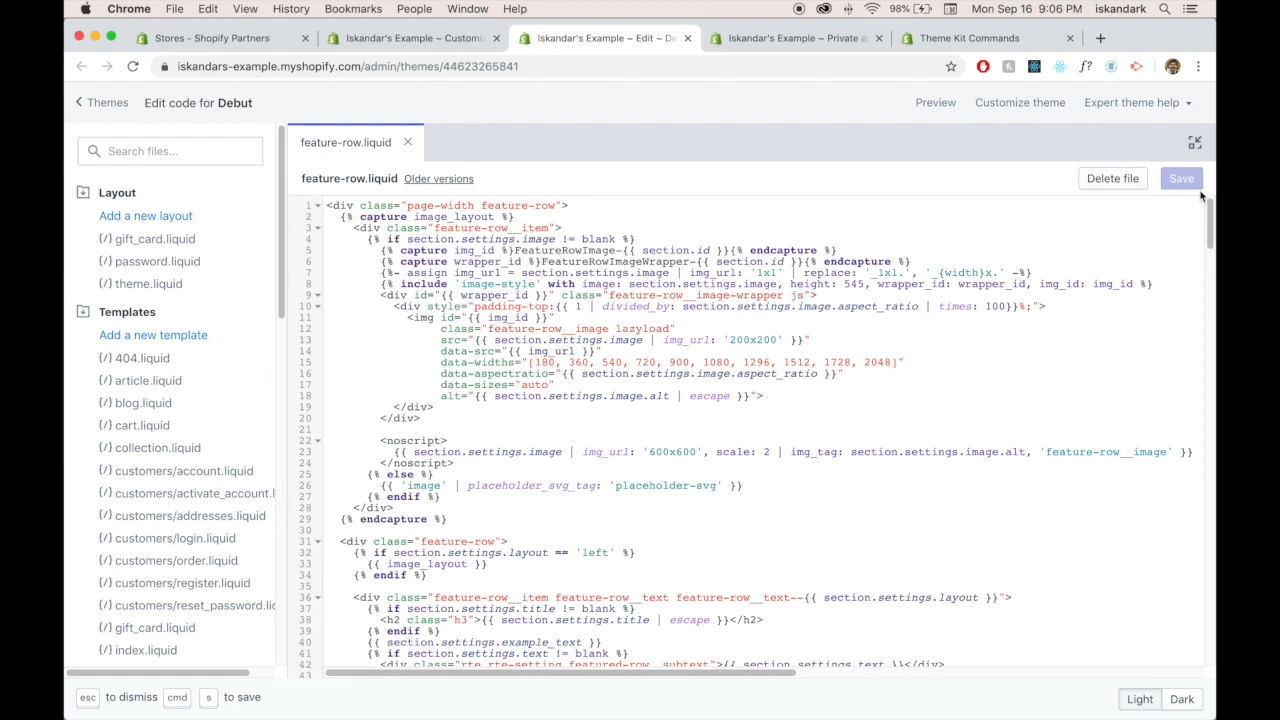 Chrome File Edit View History Bookmarks People Window Help 98% Mon Sep 16 9:06 PM iskandark
Stores - Shopify Partners Iskandar's Example ~ Customiz Iskandar's Example ~ Edit ~ De Iskandar's Example ~ Private a Theme Kit Commands
iskandars-example.myshopify.com/admin/themes/44623265841 f?
Themes Edit code for Debut Preview Customize theme Expert theme help
feature-row.liquid
Search files...
feature-row.liquid Older versions Delete file Save
Layout
Add a new layout
{/} gift_card.liquid
{/} password.liquid
{/} theme.liquid
Templates
Add a new template
{/} 404.liquid
{/} article.liquid
{/} blog.liquid
{/} cart.liquid
{/} collection.liquid
{/} customers/account.liquid
{/} customers/activate_account.l
{/} customers/addresses.liquid
{/} customers/login.liquid
{/} customers/order.liquid
{/} customers/register.liquid
{/} customers/reset_password.lic
{/} gift_card.liquid
{/} index.liquid
1 <div class="page-width feature-row">
2 {% capture image_layout %}
3 <div class="feature-row__item">
4 {% if section.settings.image != blank %}
5 {% capture img_id %}FeatureRowImage-{{ section.id }}{% endcapture %}
6 {% capture wrapper_id %}FeatureRowImageWrapper-{{ section.id }}{% endcapture %}
7 {%- assign img_url = section.settings.image | img_url: '1x1' | replace: '_1x1.', '_{width}x.' -%}
8 {% include 'image-style' with image: section.settings.image, height: 545, wrapper_id: wrapper_id, img_id: img_id %}
9 <div id="{{ wrapper_id }}" class="feature-row__image-wrapper js">
10 <div style="padding-top:{{ 1 | divided_by: section.settings.image.aspect_ratio | times: 100}}%;">
11 <img id="{{ img_id }}"
12 class="feature-row__image lazyload"
13 src="{{ section.settings.image | img_url: '200x200' }}"
14 data-src="{{ img_url }}"
15 data-widths="[180, 360, 540, 720, 900, 1080, 1296, 1512, 1728, 2048]"
16 data-aspectratio="{{ section.settings.image.aspect_ratio }}"
17 data-sizes="auto"
18 alt="{{ section.settings.image.alt | escape }}">
19 </div>
20 </div>
21
22 <noscript>
23 {{ section.settings.image | img_url: '600x600', scale: 2 | img_tag: section.settings.image.alt, 'feature-row__image' }}
24 </noscript>
25 {% else %}
26 {{ 'image' | placeholder_svg_tag: 'placeholder-svg' }}
27 {% endif %}
28 </div>
29 {% endcapture %}
30
31 <div class="feature-row">
32 {% if section.settings.layout == 'left' %}
33 {{ image_layout }}
34 {% endif %}
35
36 <div class="feature-row__item feature-row__text feature-row__text--{{ section.settings.layout }}">
37 {% if section.settings.title != blank %}
38 <h2 class="h3">{{ section.settings.title | escape }}</h2>
39 {% endif %}
40 {{ section.settings.example_text }}
41 {% if section.settings.text != blank %}
42 <div class="rte rte-setting featured-row__subtext">{{ section.settings.text }}</div>
43
esc to dismiss cmd s to save Light Dark